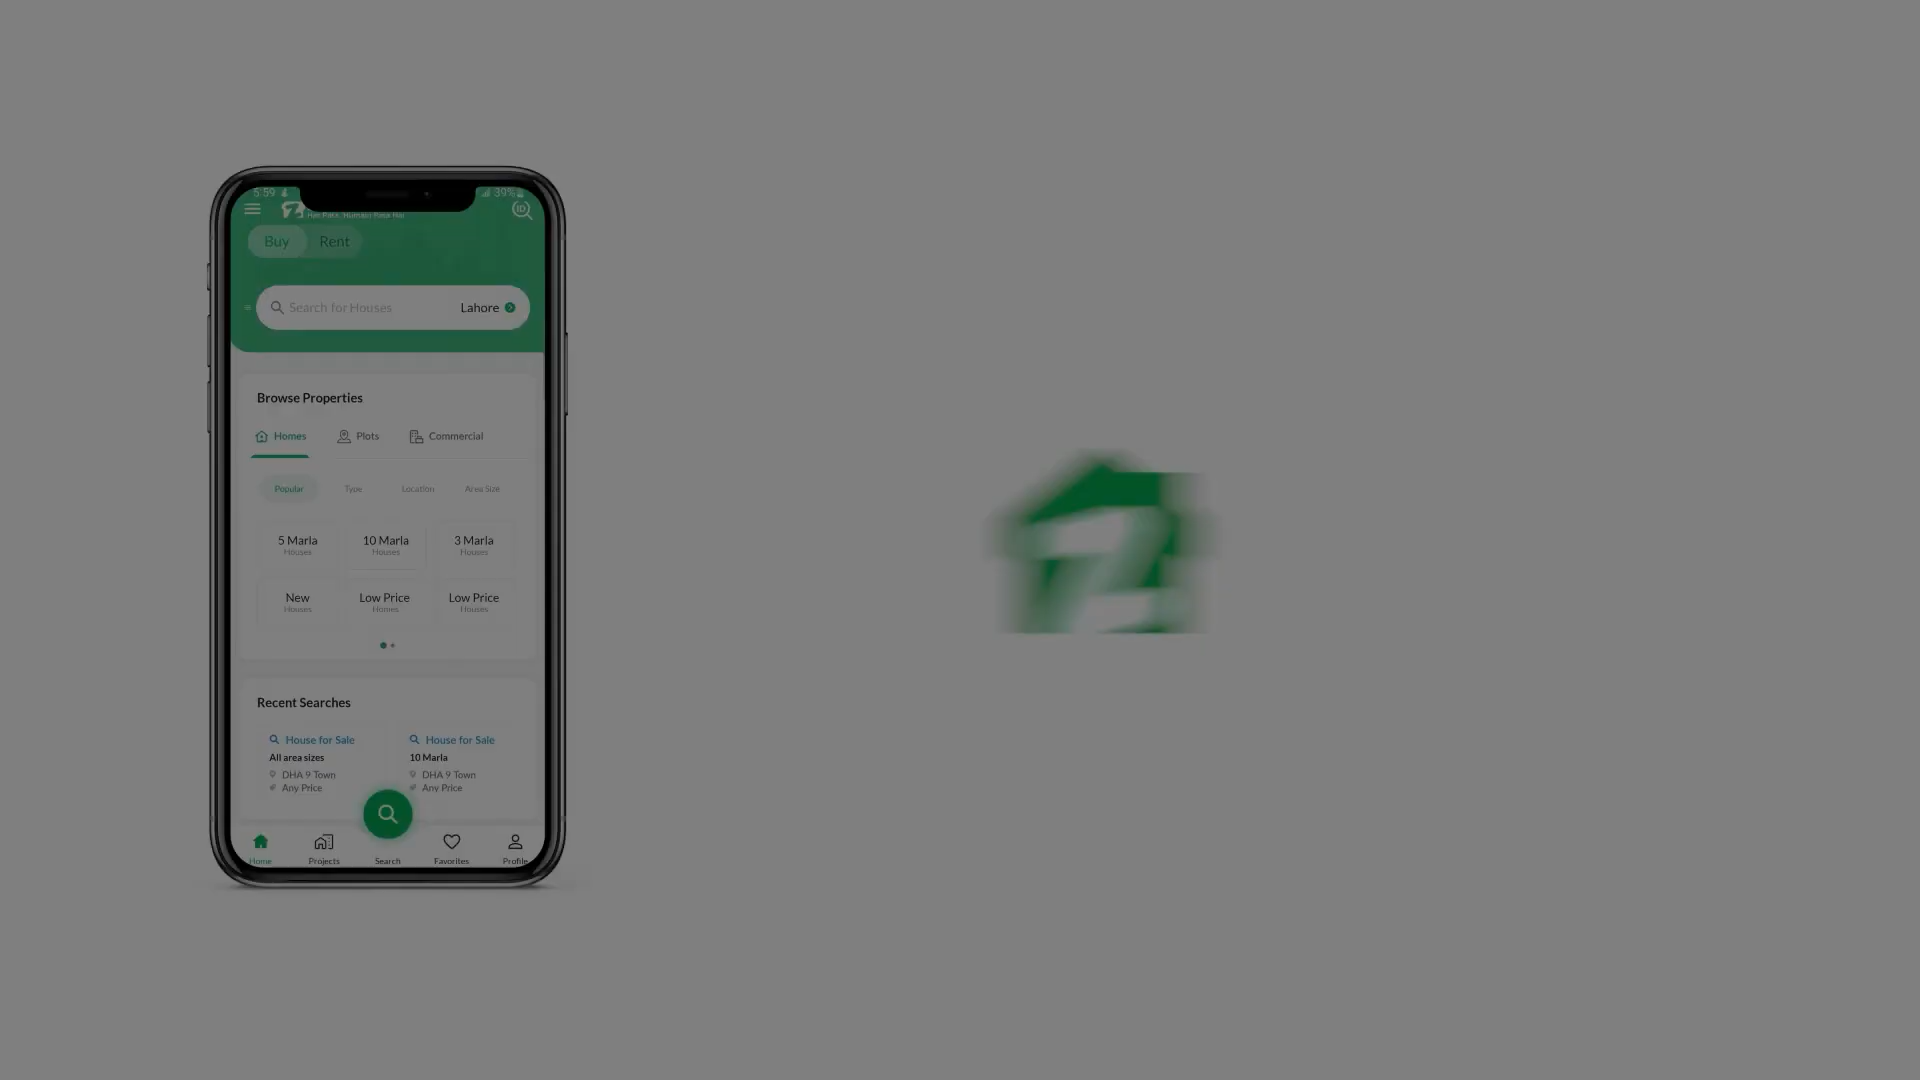 5:59
39%
Buy
Rent
Search for Houses
Lahore
Browse Properties
Homes
Plots
Commercial
Popular
Type
Location
Area Size
5 Marla
Houses
10 Marla
Houses
3 Marla
Houses
New
Houses
Low Price
Homes
Low Price
Houses
Recent Searches
House for Sale
All area sizes
DHA 9 Town
Any Price
House for Sale
10 Marla
DHA 9 Town
Any Price
Home
Projects
Search
Favorites
Profile